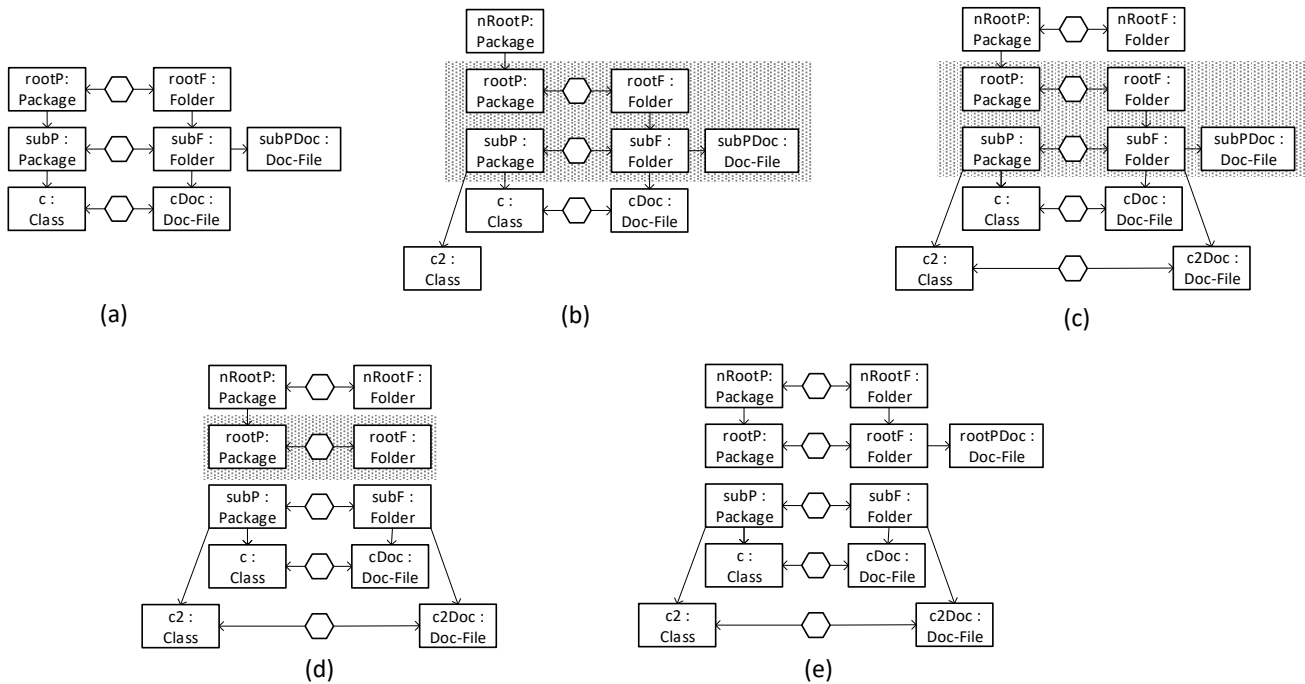 rootP:
Package
rootF :
Folder
subP :
Package
subF :
Folder
subPDoc :
Doc-File
c :
Class
cDoc :
Doc-File
(a)
nRootP:
Package
rootP:
Package
rootF :
Folder
subP :
Package
subF :
Folder
subPDoc :
Doc-File
c :
Class
cDoc :
Doc-File
c2 :
Class
(b)
nRootP:
Package
nRootF :
Folder
rootP:
Package
rootF :
Folder
subP :
Package
subF :
Folder
subPDoc :
Doc-File
c :
Class
cDoc :
Doc-File
c2 :
Class
c2Doc :
Doc-File
(c)
nRootP:
Package
nRootF :
Folder
rootP:
Package
rootF :
Folder
subP :
Package
subF :
Folder
c :
Class
cDoc :
Doc-File
c2 :
Class
c2Doc :
Doc-File
(d)
nRootP:
Package
nRootF :
Folder
rootP:
Package
rootF :
Folder
rootPDoc :
Doc-File
subP :
Package
subF :
Folder
c :
Class
cDoc :
Doc-File
c2 :
Class
c2Doc :
Doc-File
(e)